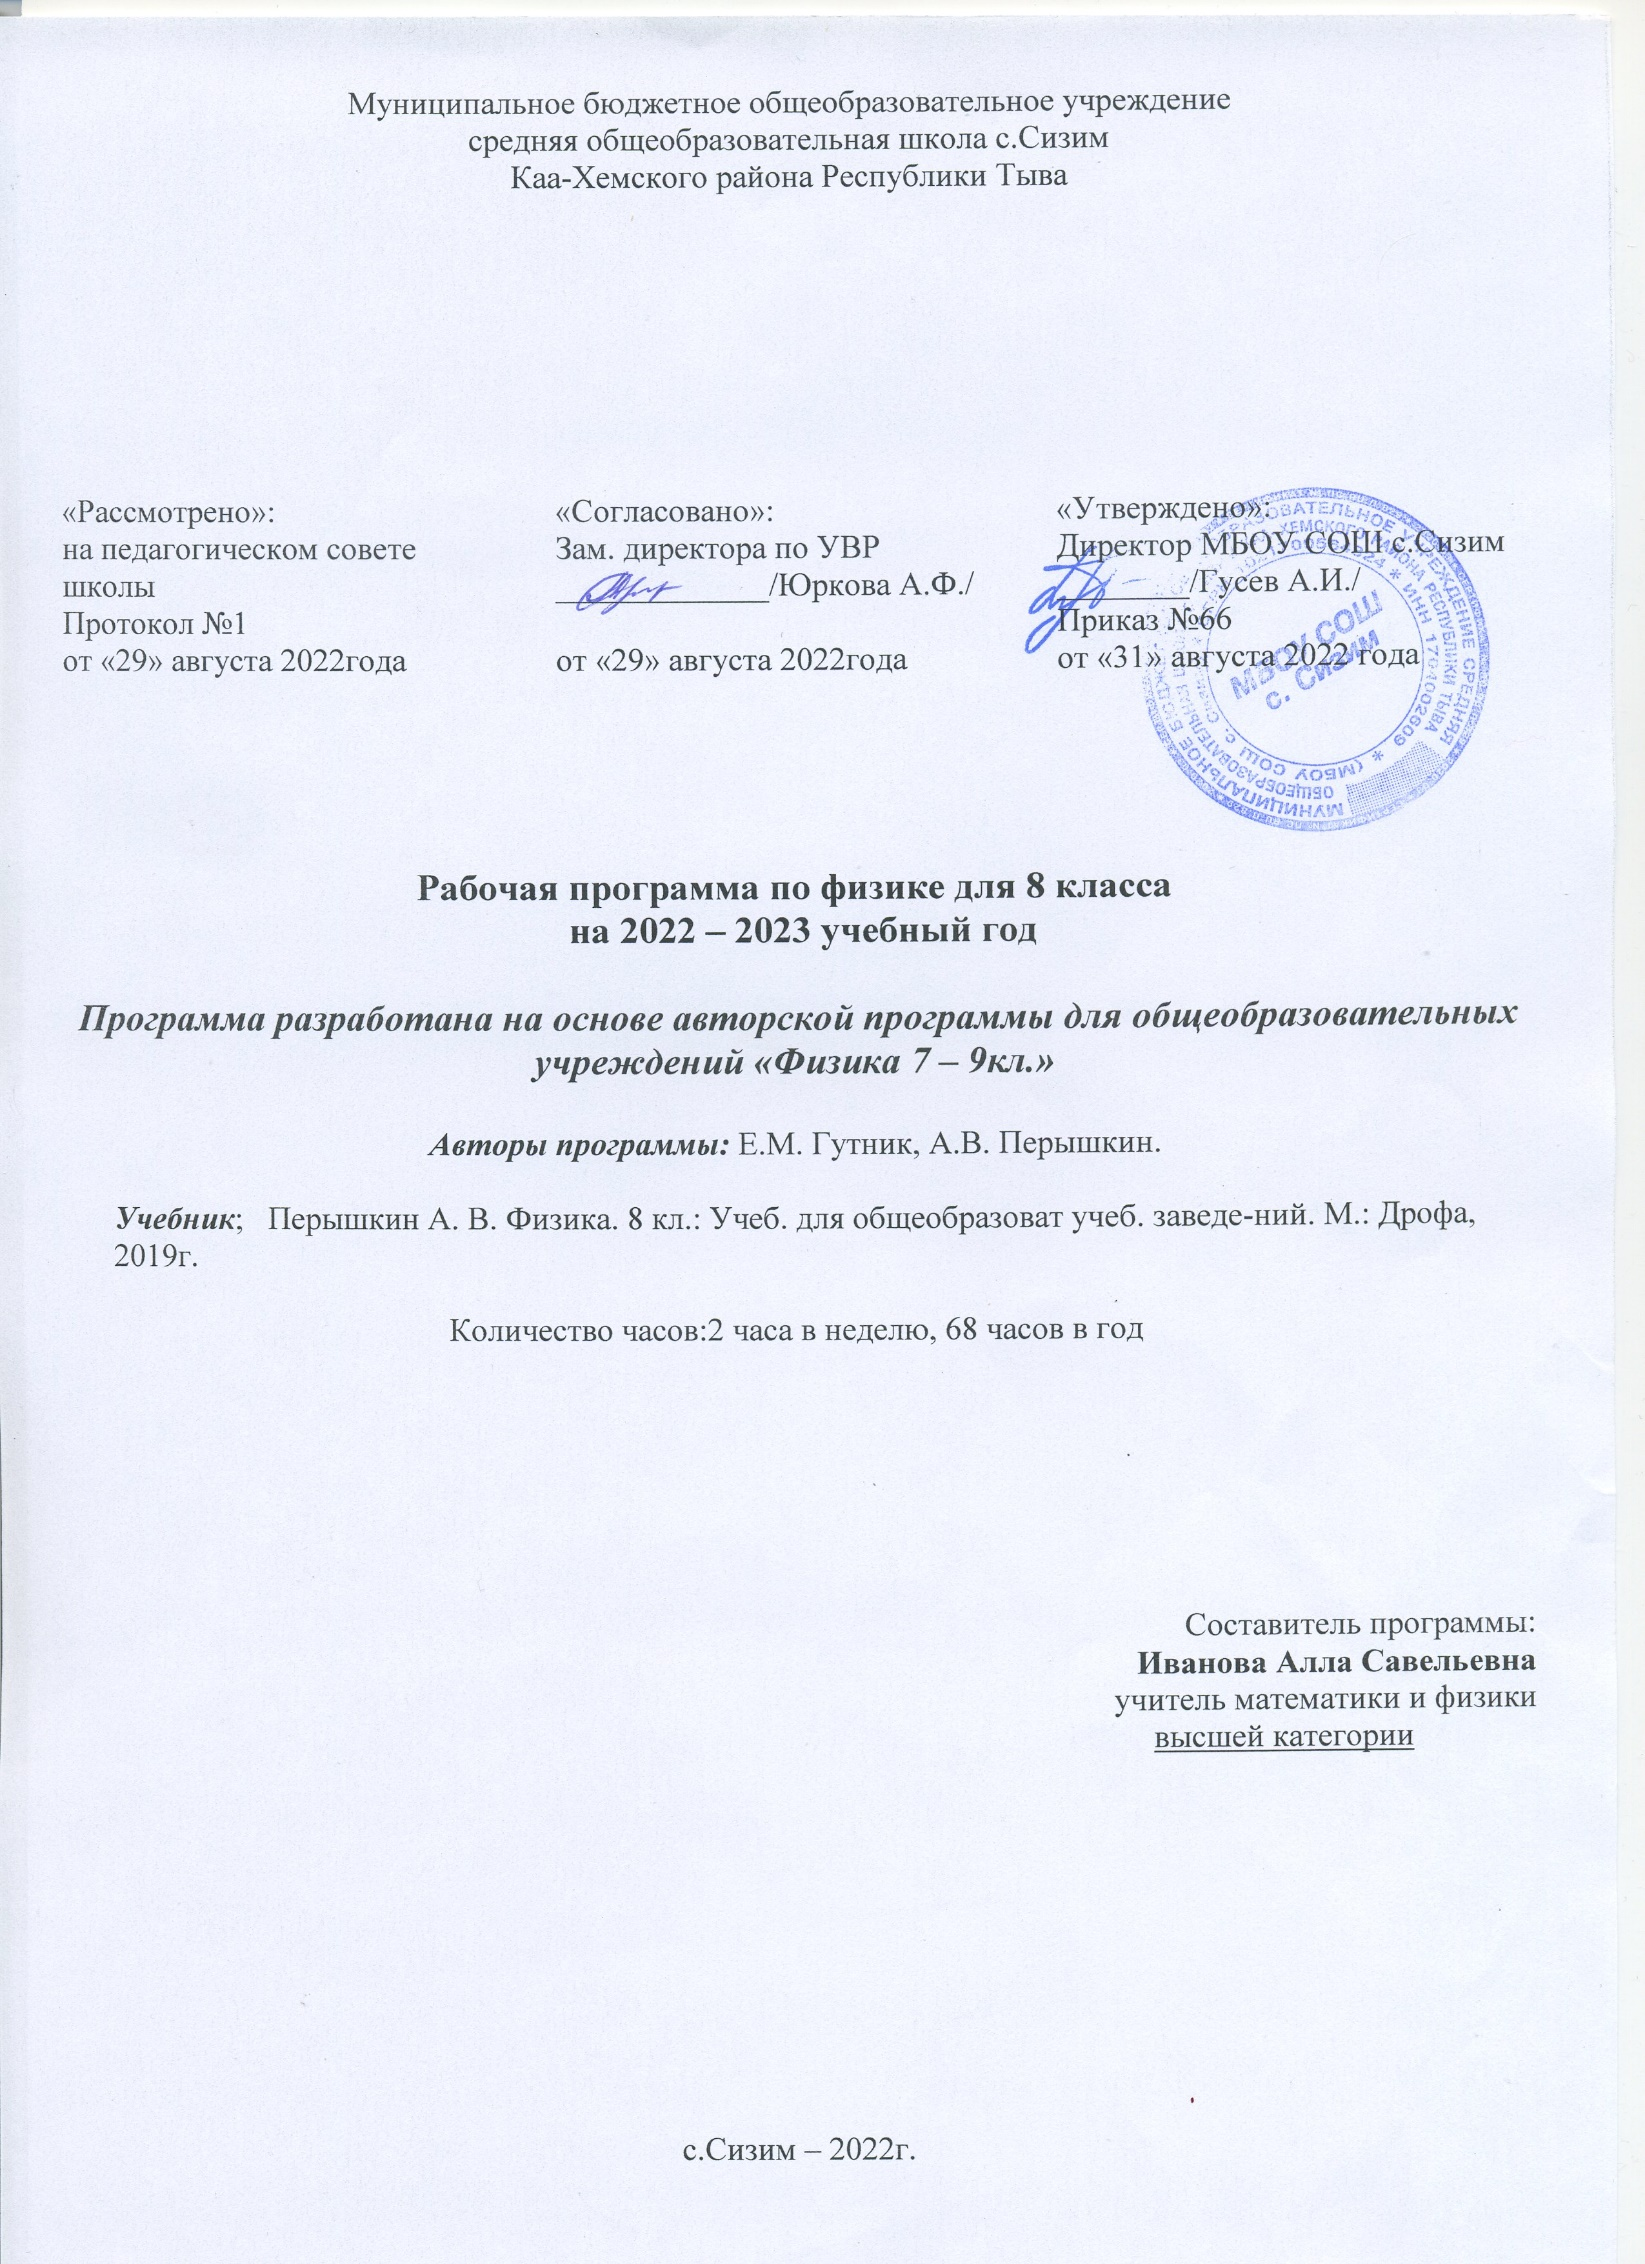 Муниципальное бюджетное общеобразовательное учреждение
средняя общеобразовательная школа с.Сизим
Каа-Хемского района Республики Тыва
«Рассмотрено»:
на педагогическом совете
школы
Протокол №1
от «29» августа 2022года
«Согласовано»:
Зам. директора по УВР
/Юркова А.Ф./
от «29» августа 2022года
«Утверждено»:
Директор МБОУ СОШ с.Сизим
/Гусев А.И./
Приказ №66
от «31» августа 2022 года
МБОУ СОШ
с. Сизим
Рабочая программа по физике для 8 класса
на 2022 – 2023 учебный год
Программа разработана на основе авторской программы для общеобразовательных
учреждений «Физика 7 – 9кл.»
Авторы программы: Е.М. Гутник, А.В. Перышкин.
Учебник; Перышкин А. В. Физика. 8 кл.: Учеб. для общеобразоват учеб. заведе-ний. М.: Дрофа,
2019г.
Количество часов:2 часа в неделю, 68 часов в год
Составитель программы:
Иванова Алла Савельевна
учитель математики и физики
высшей категории
с.Сизим – 2022г.